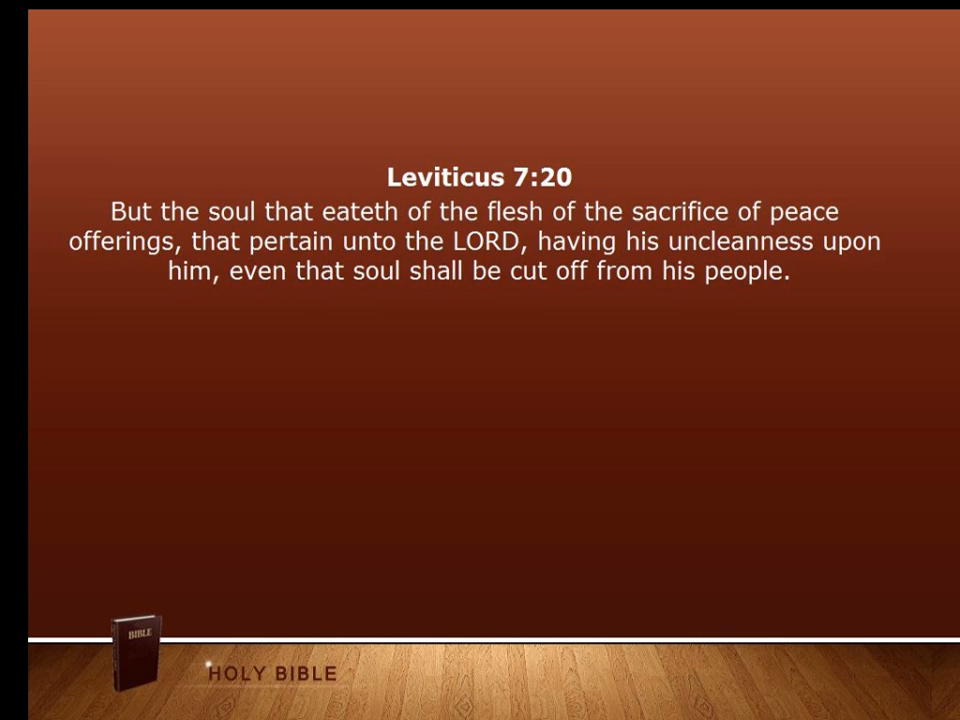 Leviticus 7:20
But the soul that eateth of the flesh of the sacrifice of peace
offerings, that pertain unto the LORD, having his uncleanness upon
him, even that soul shall be cut off from his people.
BIBLE
HOLY BIBLE